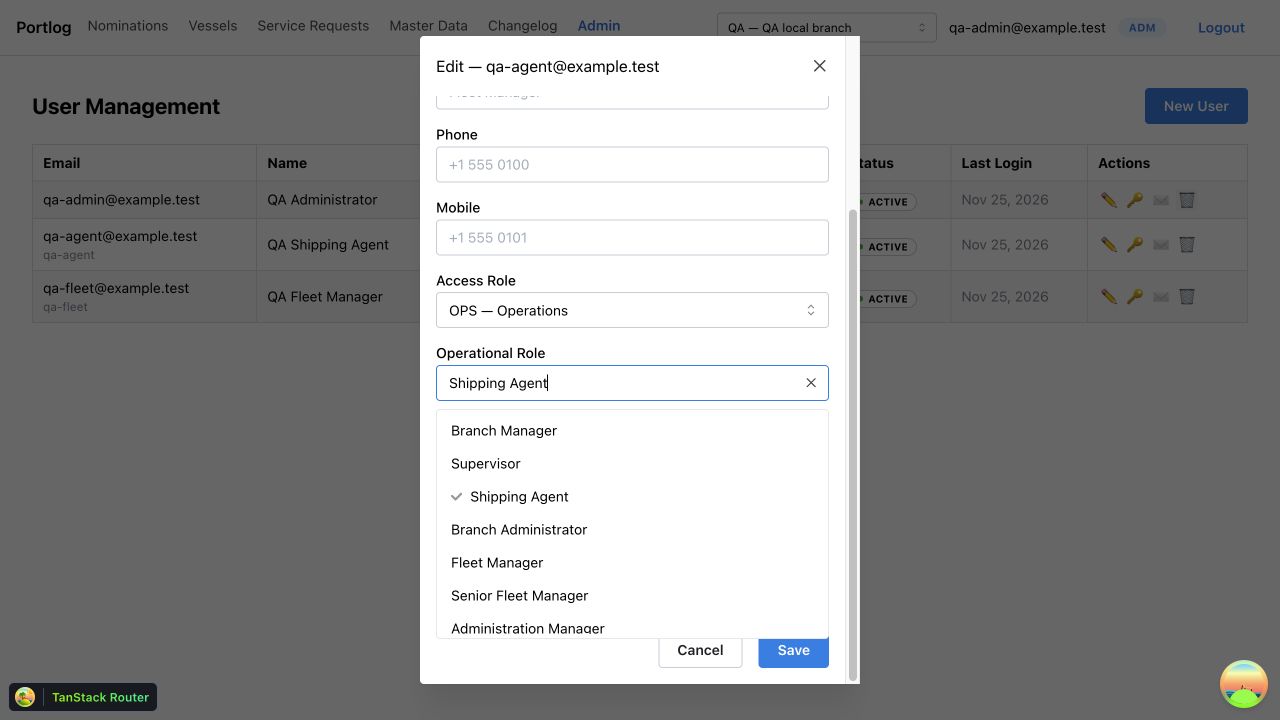 Portlog Nominations Vessels Service Requests Master Data Changelog Admin QA — QA local branch qa-admin@example.test ADM Logout
Edit — qa-agent@example.test
User Management
New User
Phone
+1 555 0100
Mobile
+1 555 0101
Access Role
OPS — Operations
Operational Role
Shipping Agent
Branch Manager
Supervisor
Shipping Agent
Branch Administrator
Fleet Manager
Senior Fleet Manager
Administration Manager
Cancel Save
Email Name Last Login Actions
qa-admin@example.test QA Administrator ACTIVE Nov 25, 2026
qa-agent@example.test
qa-agent
QA Shipping Agent ACTIVE Nov 25, 2026
qa-fleet@example.test
qa-fleet
QA Fleet Manager ACTIVE Nov 25, 2026
TanStack Router